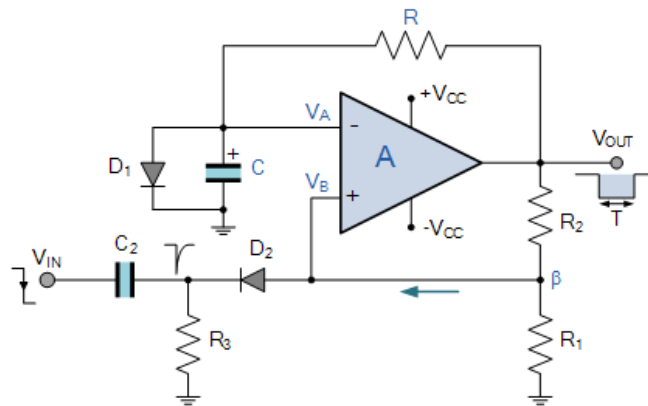 R
+VCC
VA
-
VOUT
D1
+
C
A
VB
+
T
R2
-VCC
C2
VIN
D2
β
R3
R1